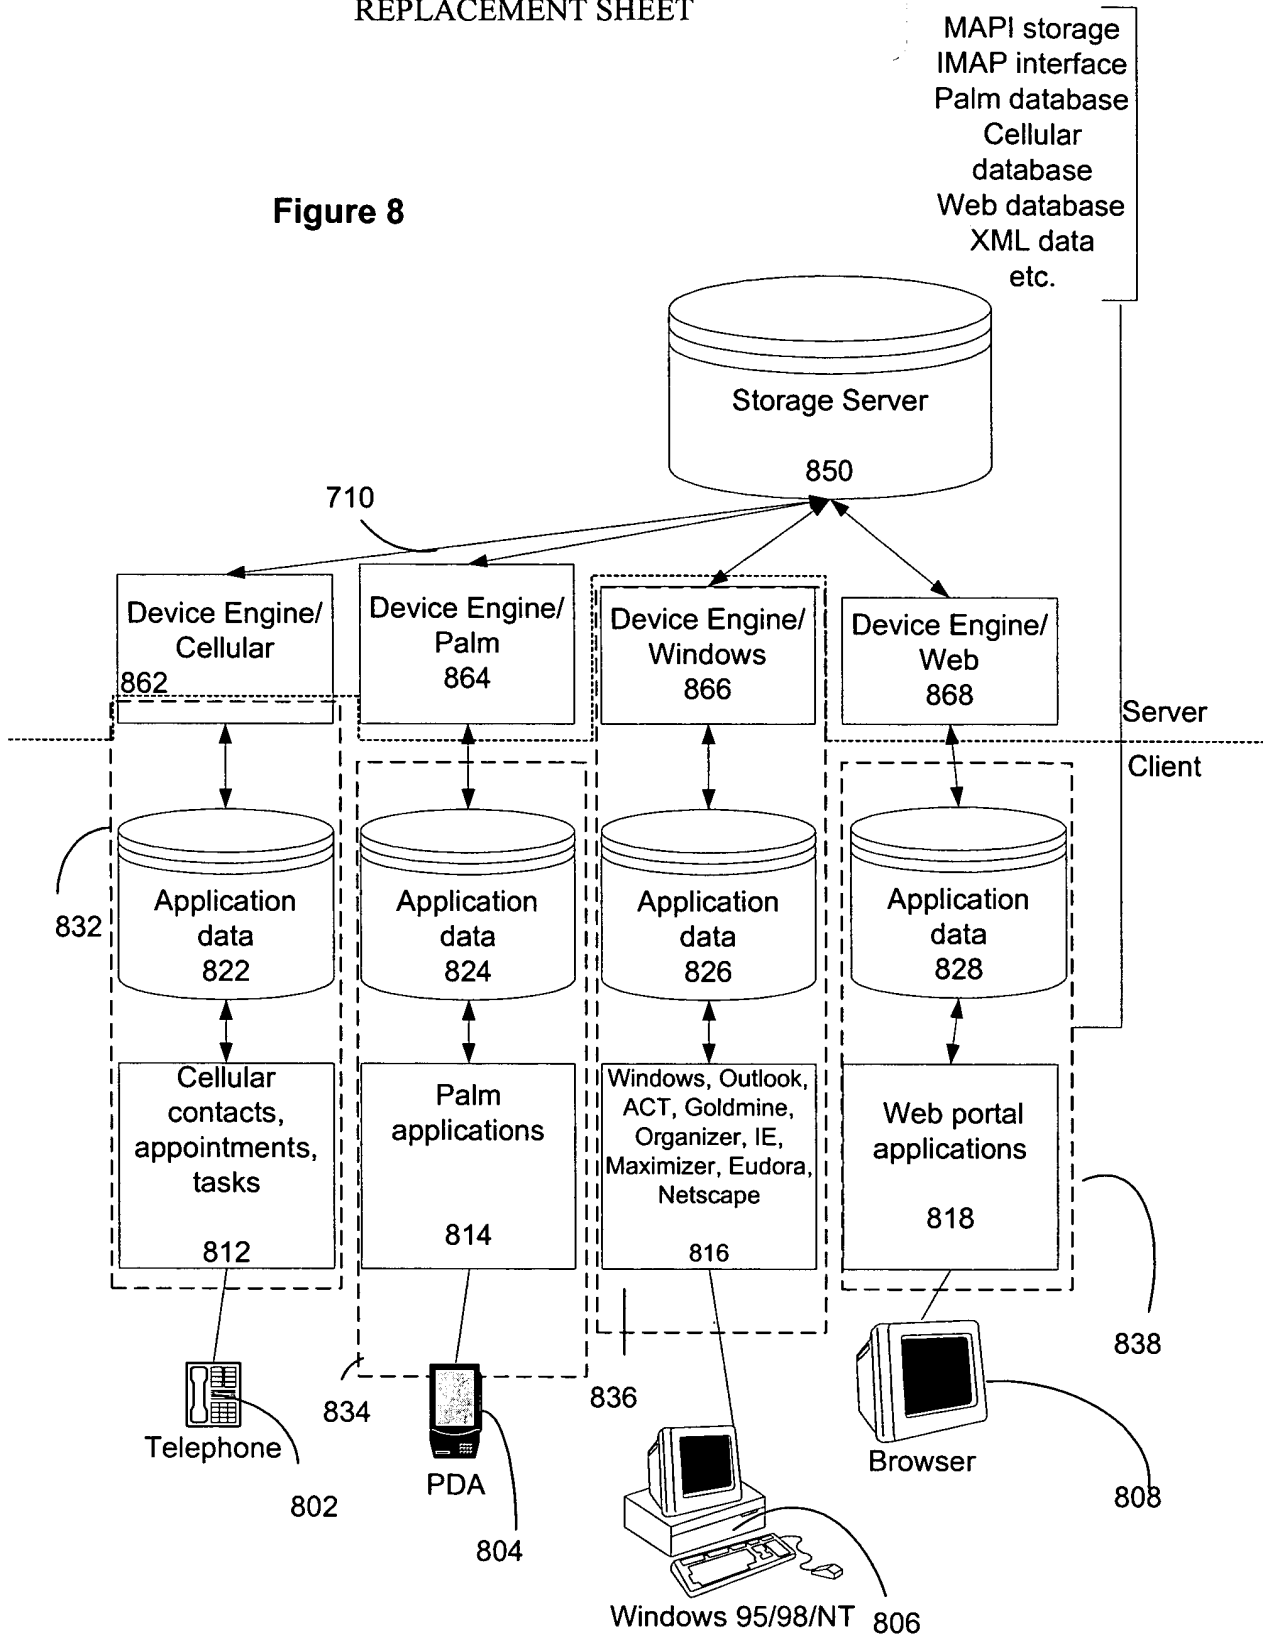 REPLACEMENT SHEET
MAPI storage
IMAP interface
Palm database
Cellular
database
Web database
XML data
etc.
Figure 8
Storage Server
850
710
Device Engine/
Cellular
862
Device Engine/
Palm
864
Device Engine/
Windows
866
Device Engine/
Web
868
Server
Client
832
Application
data
822
Application
data
824
Application
data
826
Application
data
828
Cellular
contacts,
appointments,
tasks
812
Palm
applications
814
Windows, Outlook,
ACT, Goldmine,
Organizer, IE,
Maximizer, Eudora,
Netscape
816
Web portal
applications
818
838
834
836
Telephone
802
PDA
804
Browser
808
Windows 95/98/NT
806